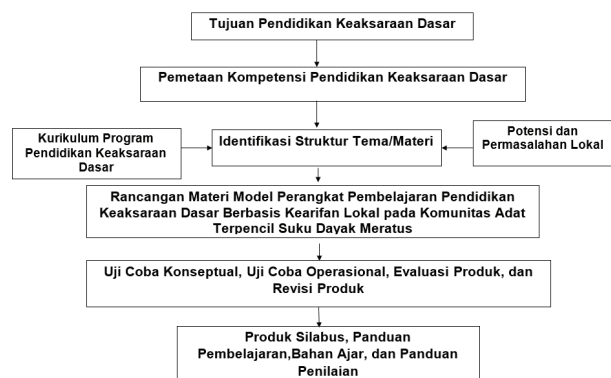 Tujuan Pendidikan Keaksaraan Dasar
Pemetaan Kompetensi Pendidikan Keaksaraan Dasar
Kurikulum Program
Pendidikan Keaksaraan
Dasar
Identifikasi Struktur Tema/Materi
Potensi dan
Permasalahan Lokal
Rancangan Materi Model Perangkat Pembelajaran Pendidikan
Keaksaraan Dasar Berbasis Kearifan Lokal pada Komunitas Adat
Terpencil Suku Dayak Meratus
Uji Coba Konseptual, Uji Coba Operasional, Evaluasi Produk, dan
Revisi Produk
Produk Silabus, Panduan
Pembelajaran,Bahan Ajar, dan Panduan
Penilaian